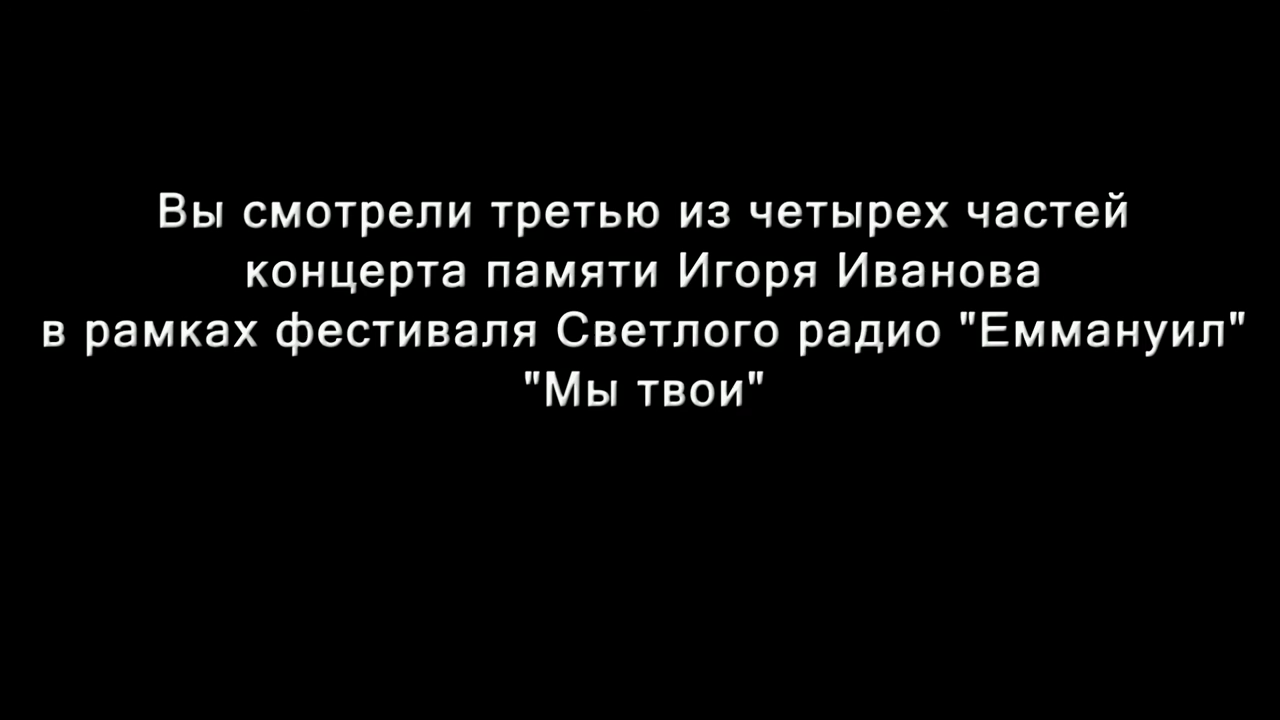 Вы смотрели третью из четырех частей
концерта памяти Игоря Иванова
в рамках фестиваля Светлого радио "Еммануил"
"Мы твои"